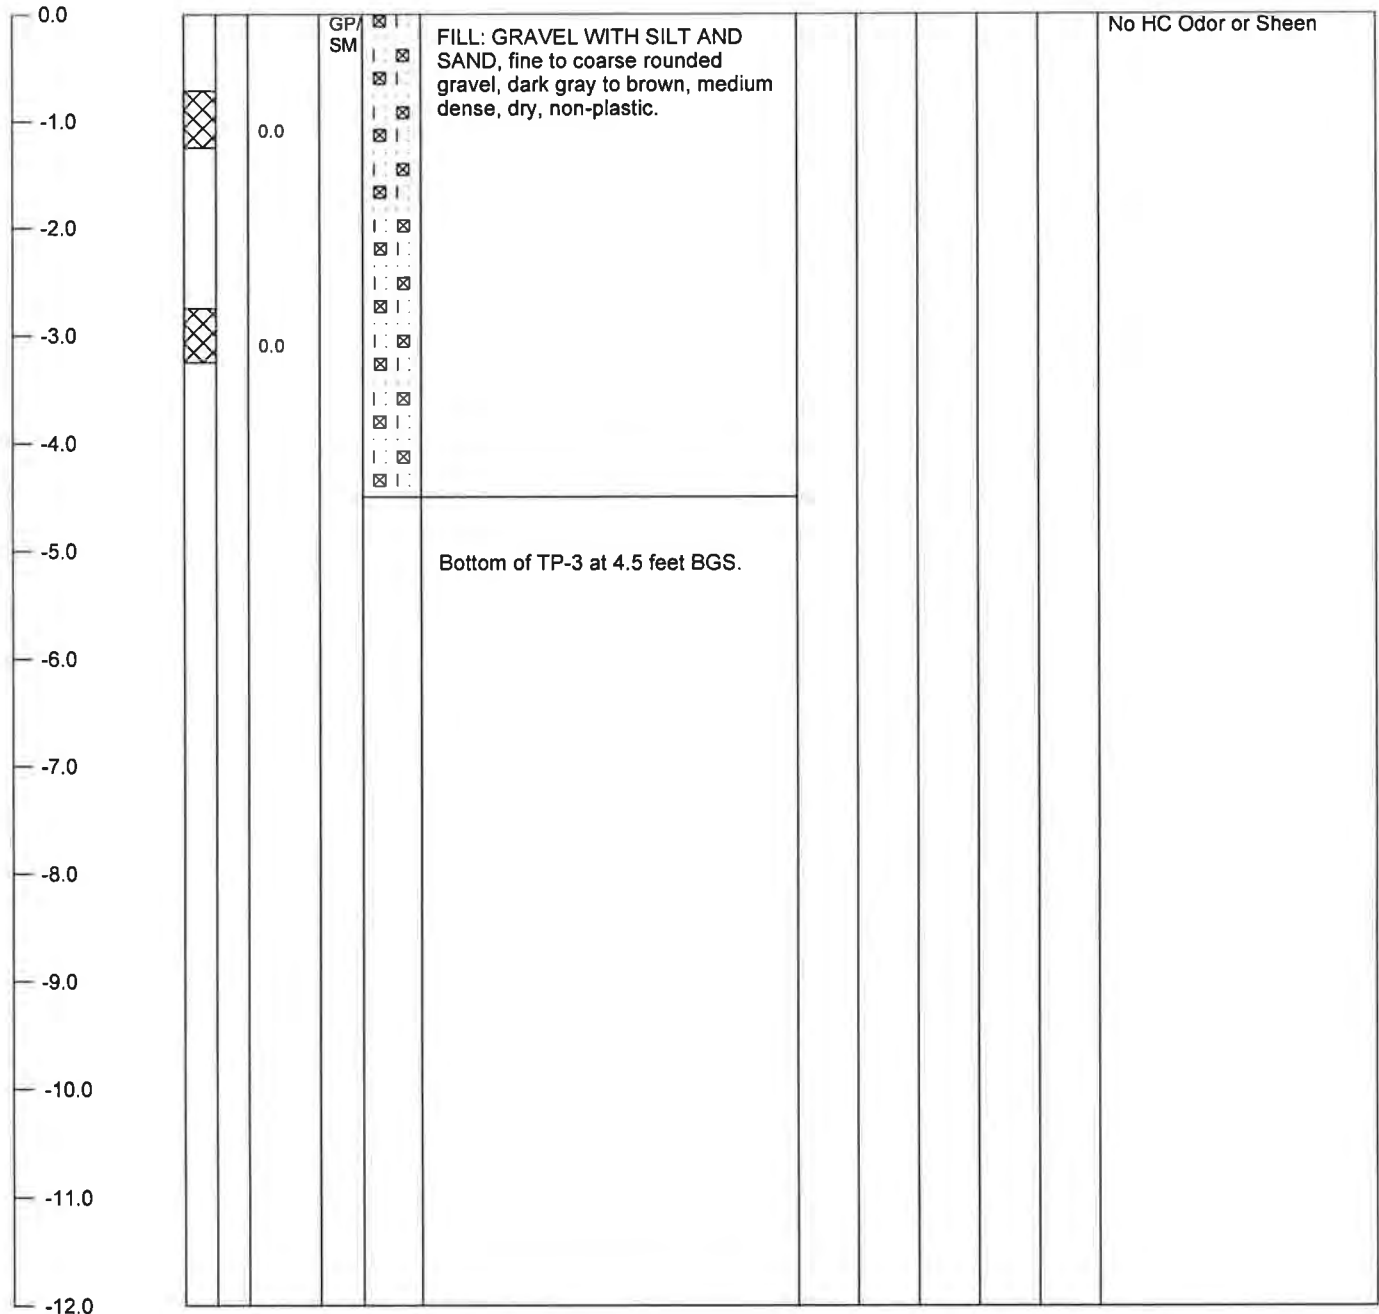 0.0
GP/
SM
FILL: GRAVEL WITH SILT AND
SAND, fine to coarse rounded
gravel, dark gray to brown, medium
dense, dry, non-plastic.
No HC Odor or Sheen
-1.0
0.0
-2.0
-3.0
0.0
-4.0
-5.0
Bottom of TP-3 at 4.5 feet BGS.
-6.0
-7.0
-8.0
-9.0
-10.0
-11.0
-12.0